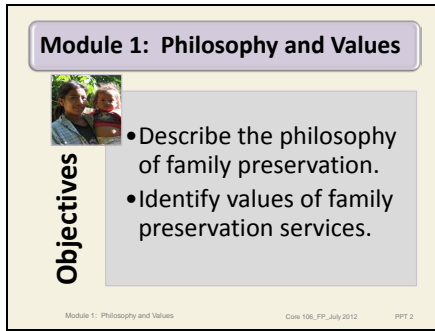 Module 1:  Philosophy and Values
Objectives
•Describe the philosophy
of family preservation.
•Identify values of family
preservation services.
Module 1:  Philosophy and Values
Core 106_FP_July 2012
PPT 2